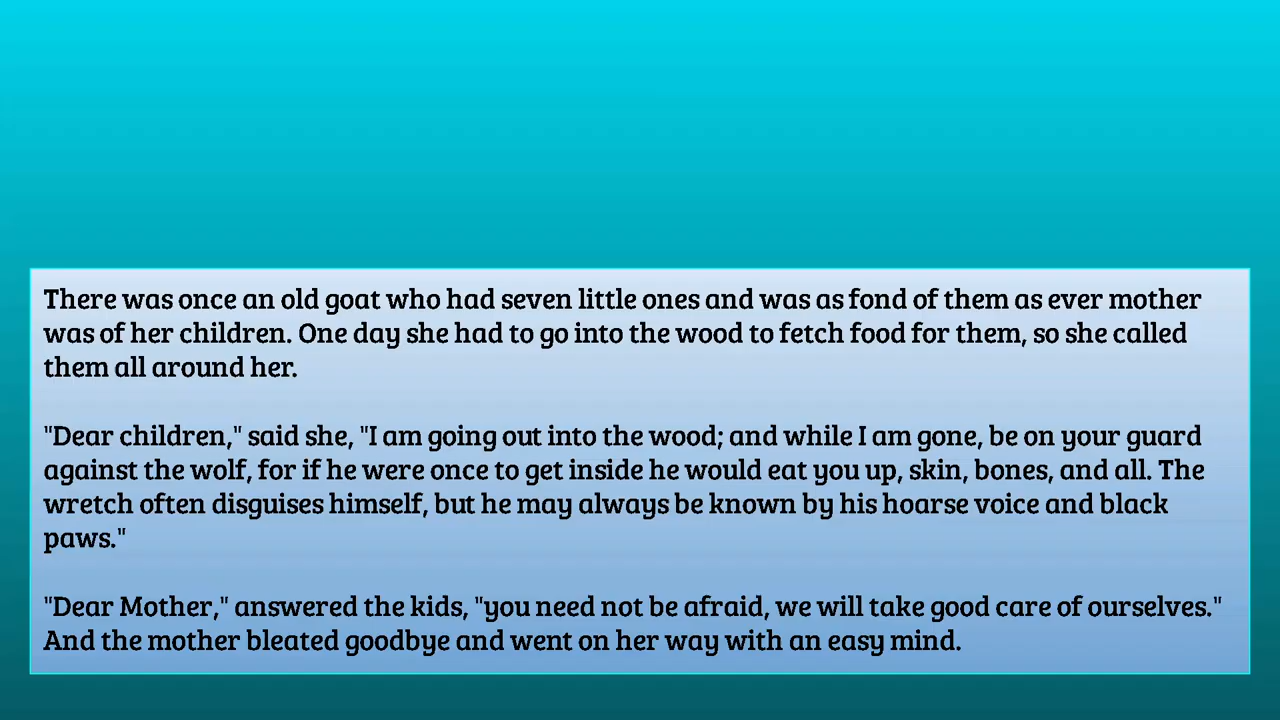 There was once an old goat who had seven little ones and was as fond of them as ever mother
was of her children. One day she had to go into the wood to fetch food for them, so she called
them all around her.
"Dear children," said she, "I am going out into the wood; and while I am gone, be on your guard
against the wolf, for if he were once to get inside he would eat you up, skin, bones, and all. The
wretch often disguises himself, but he may always be known by his hoarse voice and black
paws."
"Dear Mother," answered the kids, "you need not be afraid, we will take good care of ourselves."
And the mother bleated goodbye and went on her way with an easy mind.